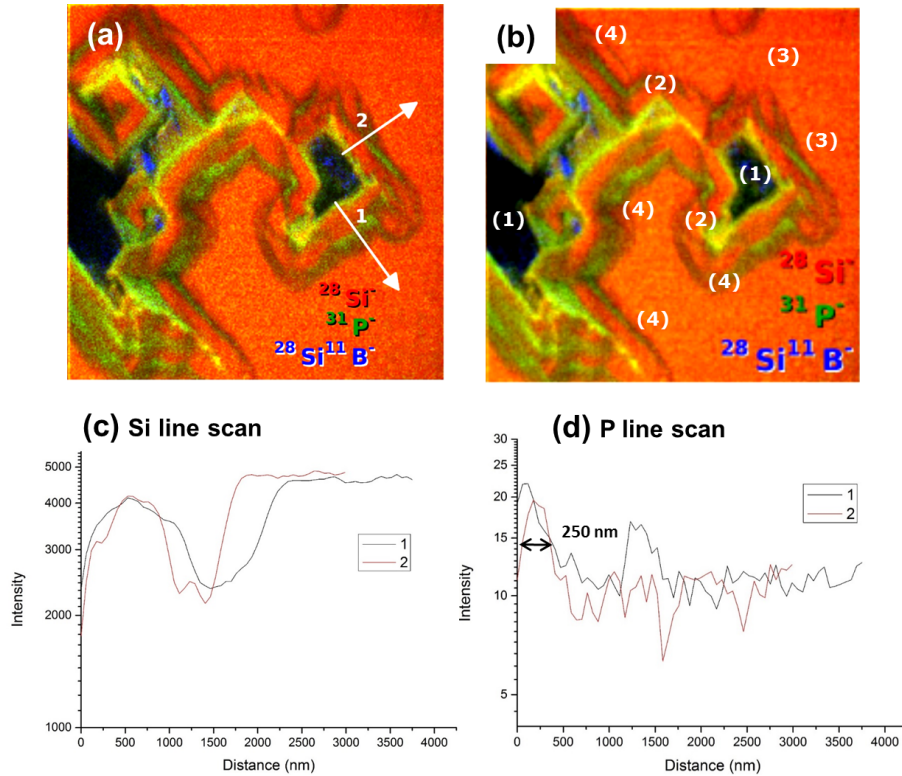 (a)
2
1
28Si-
31P-
28Si11B-
(b)
(4)
(3)
(2)
(3)
(1)
(1)
(4)
(2)
(4)
(4)
28Si-
31P-
28Si11B-
(c) Si line scan
5000
4000
3000
2000
1000
Intensity
1
2
0 500 1000 1500 2000 2500 3000 3500 4000
Distance (nm)
(d) P line scan
30
25
20
15
10
5
Intensity
250 nm
1
2
0 500 1000 1500 2000 2500 3000 3500 4000
Distance (nm)